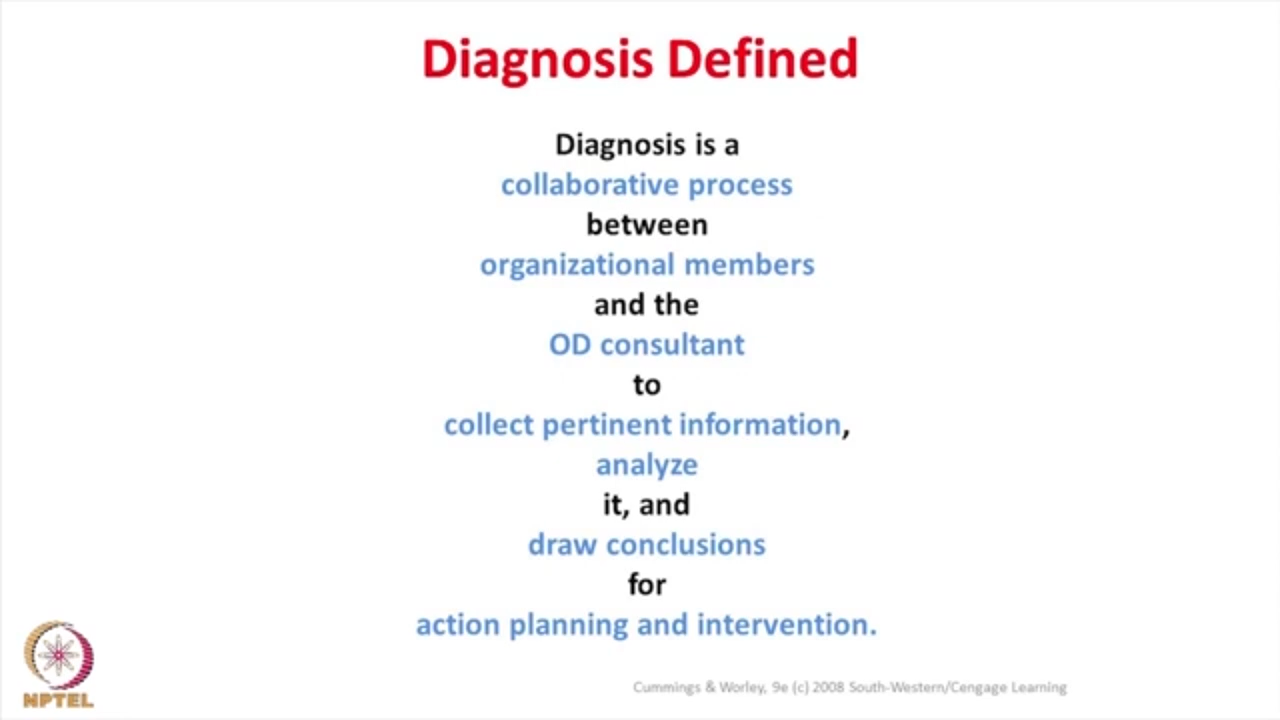 Diagnosis Defined
Diagnosis is a
collaborative process
between
organizational members
and the
OD consultant
to
collect pertinent information,
analyze
it, and
draw conclusions
for
action planning and intervention.
NPTEL
Cummings & Worley, 9e (c) 2008 South-Western/Cengage Learning